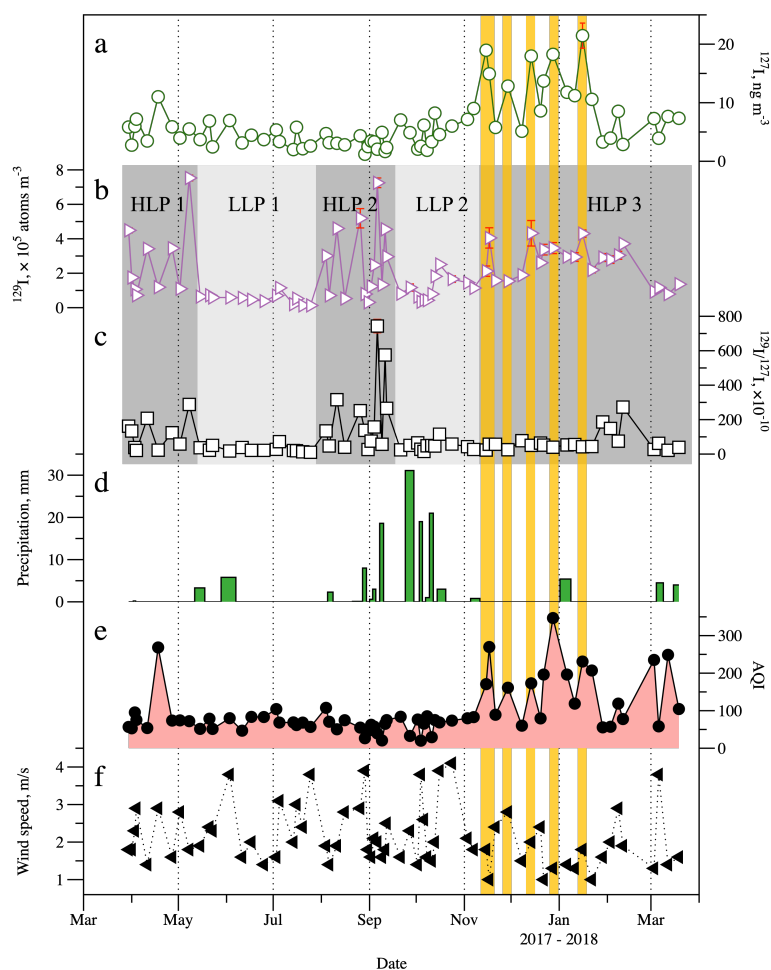 a
20
10
0
¹²⁷I, ng m⁻³
b
HLP 1
LLP 1
HLP 2
LLP 2
HLP 3
8
6
4
2
0
¹²⁹I, × 10⁵ atoms m⁻³
c
800
600
400
200
0
¹²⁹I/¹²⁷I, ×10⁻¹⁰
d
30
20
10
0
Precipitation, mm
e
300
200
100
0
AQI
f
4
3
2
1
Wind speed, m/s
Mar May Jul Sep Nov Jan Mar
2017 - 2018
Date